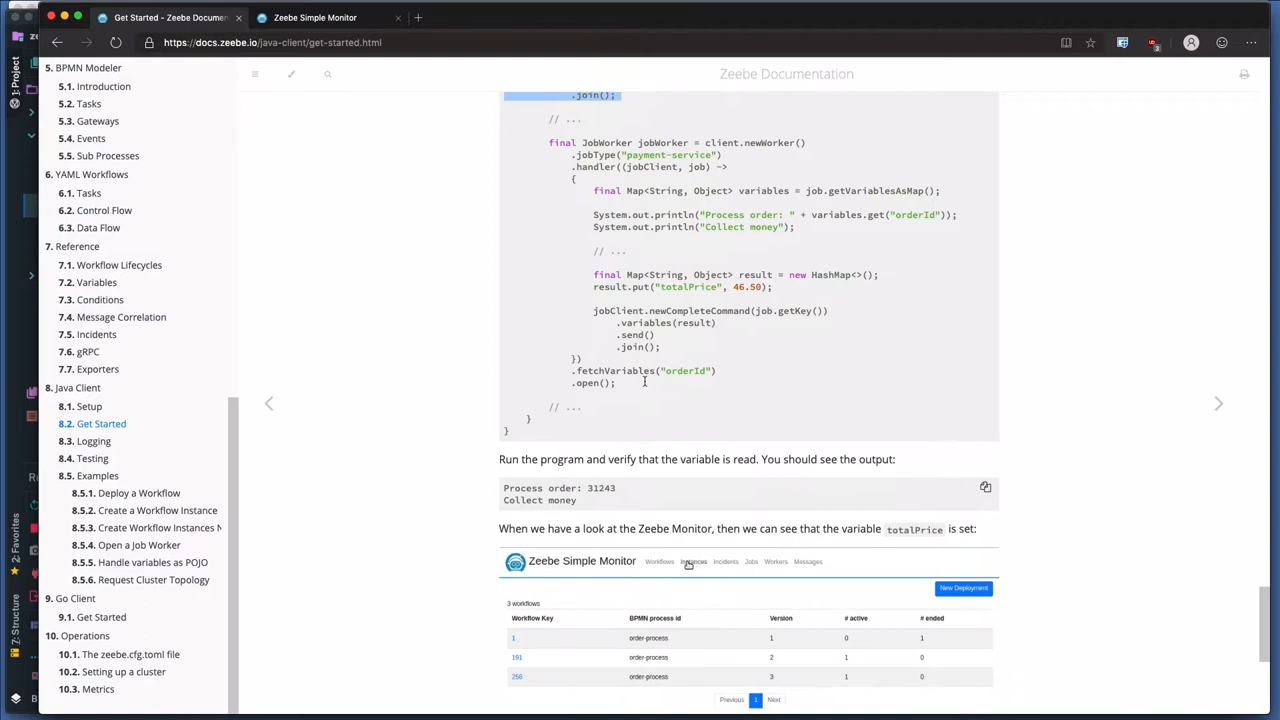 Get Started - Zeebe Documen
Zeebe Simple Monitor
https://docs.zeebe.io/java-client/get-started.html
1: Project
7: Structure
2: Favorites
5. BPMN Modeler
5.1. Introduction
5.2. Tasks
5.3. Gateways
5.4. Events
5.5. Sub Processes
6. YAML Workflows
6.1. Tasks
6.2. Control Flow
6.3. Data Flow
7. Reference
7.1. Workflow Lifecycles
7.2. Variables
7.3. Conditions
7.4. Message Correlation
7.5. Incidents
7.6. gRPC
7.7. Exporters
8. Java Client
8.1. Setup
8.2. Get Started
8.3. Logging
8.4. Testing
8.5. Examples
8.5.1. Deploy a Workflow
8.5.2. Create a Workflow Instance
8.5.3. Create Workflow Instances N
8.5.4. Open a Job Worker
8.5.5. Handle variables as POJO
8.5.6. Request Cluster Topology
9. Go Client
9.1. Get Started
10. Operations
10.1. The zeebe.cfg.toml file
10.2. Setting up a cluster
10.3. Metrics
Zeebe Documentation
.join();
// ...
final JobWorker jobWorker = client.newWorker()
.jobType("payment-service")
.handler((jobClient, job) ->
{
final Map<String, Object> variables = job.getVariablesAsMap();
System.out.println("Process order: " + variables.get("orderId"));
System.out.println("Collect money");
// ...
final Map<String, Object> result = new HashMap<>();
result.put("totalPrice", 46.50);
jobClient.newCompleteCommand(job.getKey())
.variables(result)
.send()
.join();
})
.fetchVariables("orderId")
.open();
// ...
}
}
Run the program and verify that the variable is read. You should see the output:
Process order: 31243
Collect money
When we have a look at the Zeebe Monitor, then we can see that the variable totalPrice is set:
Zeebe Simple Monitor Workflows Instances Incidents Jobs Workers Messages
New Deployment
3 workflows
Workflow Key BPMN process id Version # active # ended
1 order-process 1 0 1
191 order-process 2 1 0
256 order-process 3 1 0
Previous 1 Next